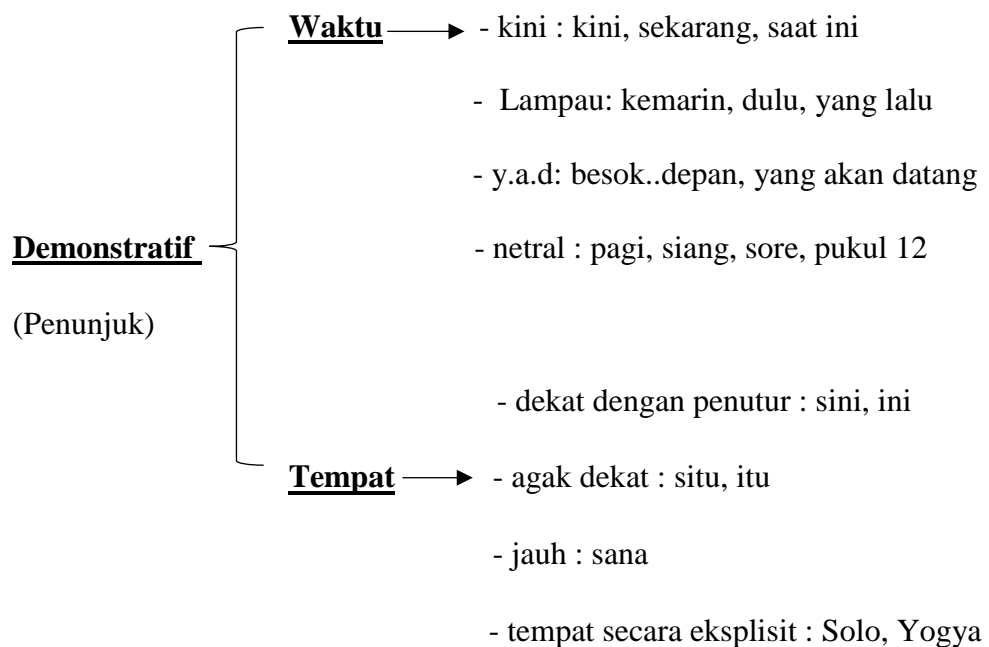 Waktu - kini : kini, sekarang, saat ini
- Lampau: kemarin, dulu, yang lalu
- y.a.d: besok..depan, yang akan datang
Demonstratif - netral : pagi, siang, sore, pukul 12
(Penunjuk)
- dekat dengan penutur : sini, ini
Tempat - agak dekat : situ, itu
- jauh : sana
- tempat secara eksplisit : Solo, Yogya